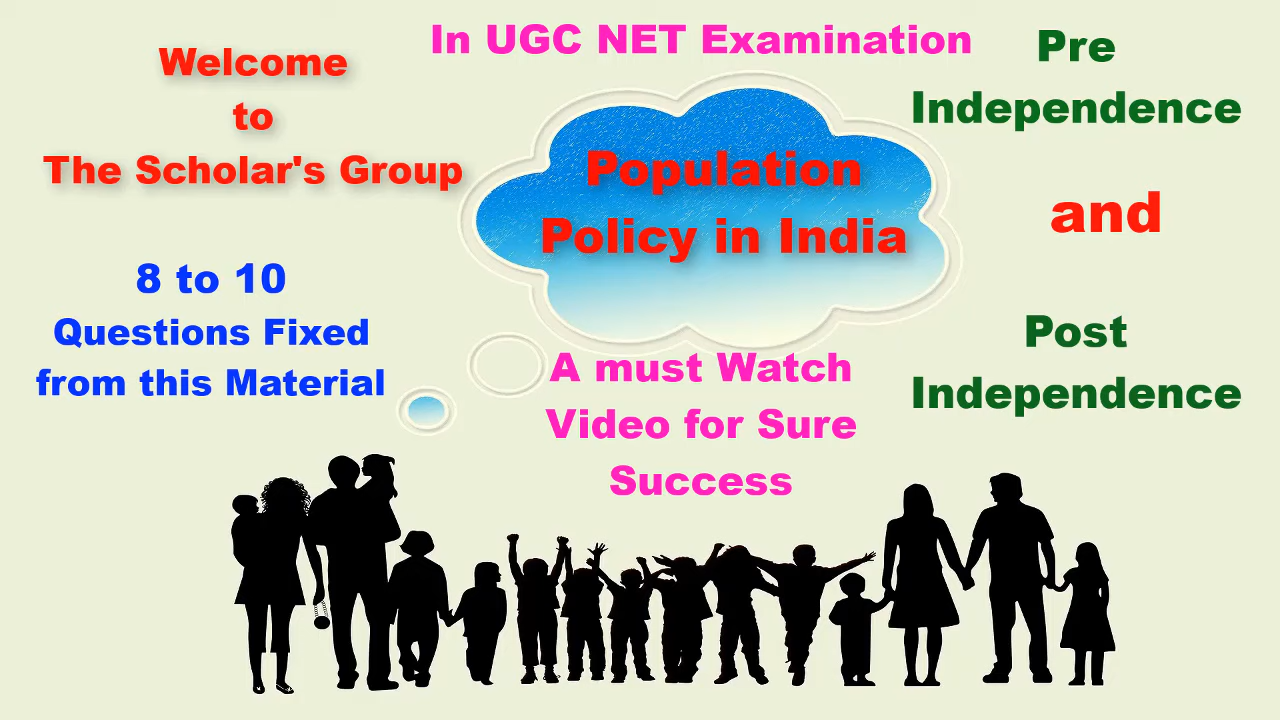 Welcome
to
The Scholar's Group
8 to 10
Questions Fixed
from this Material
In UGC NET Examination
Population
Policy in India
A must Watch
Video for Sure
Success
Pre
Independence
and
Post
Independence